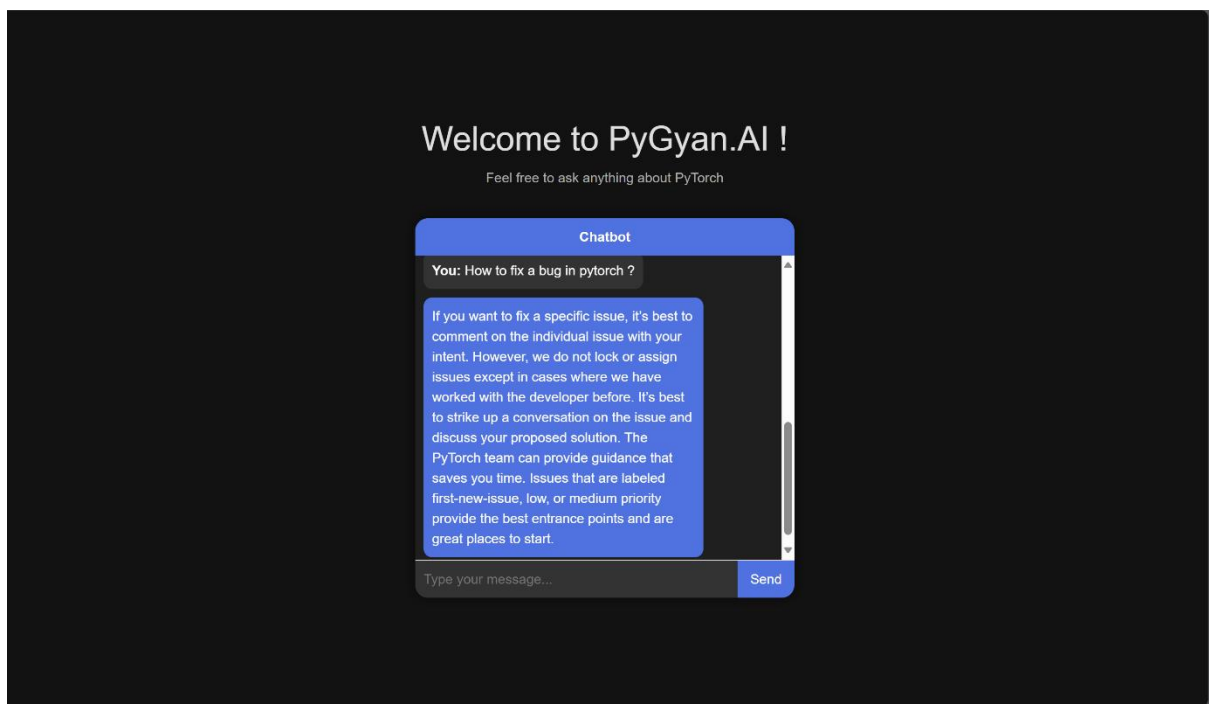 Welcome to PyGyan.AI !
Feel free to ask anything about PyTorch
Chatbot
You: How to fix a bug in pytorch ?
If you want to fix a specific issue, it's best to
comment on the individual issue with your
intent. However, we do not lock or assign
issues except in cases where we have
worked with the developer before. It's best
to strike up a conversation on the issue and
discuss your proposed solution. The
PyTorch team can provide guidance that
saves you time. Issues that are labeled
first-new-issue, low, or medium priority
provide the best entrance points and are
great places to start.
Type your message...
Send